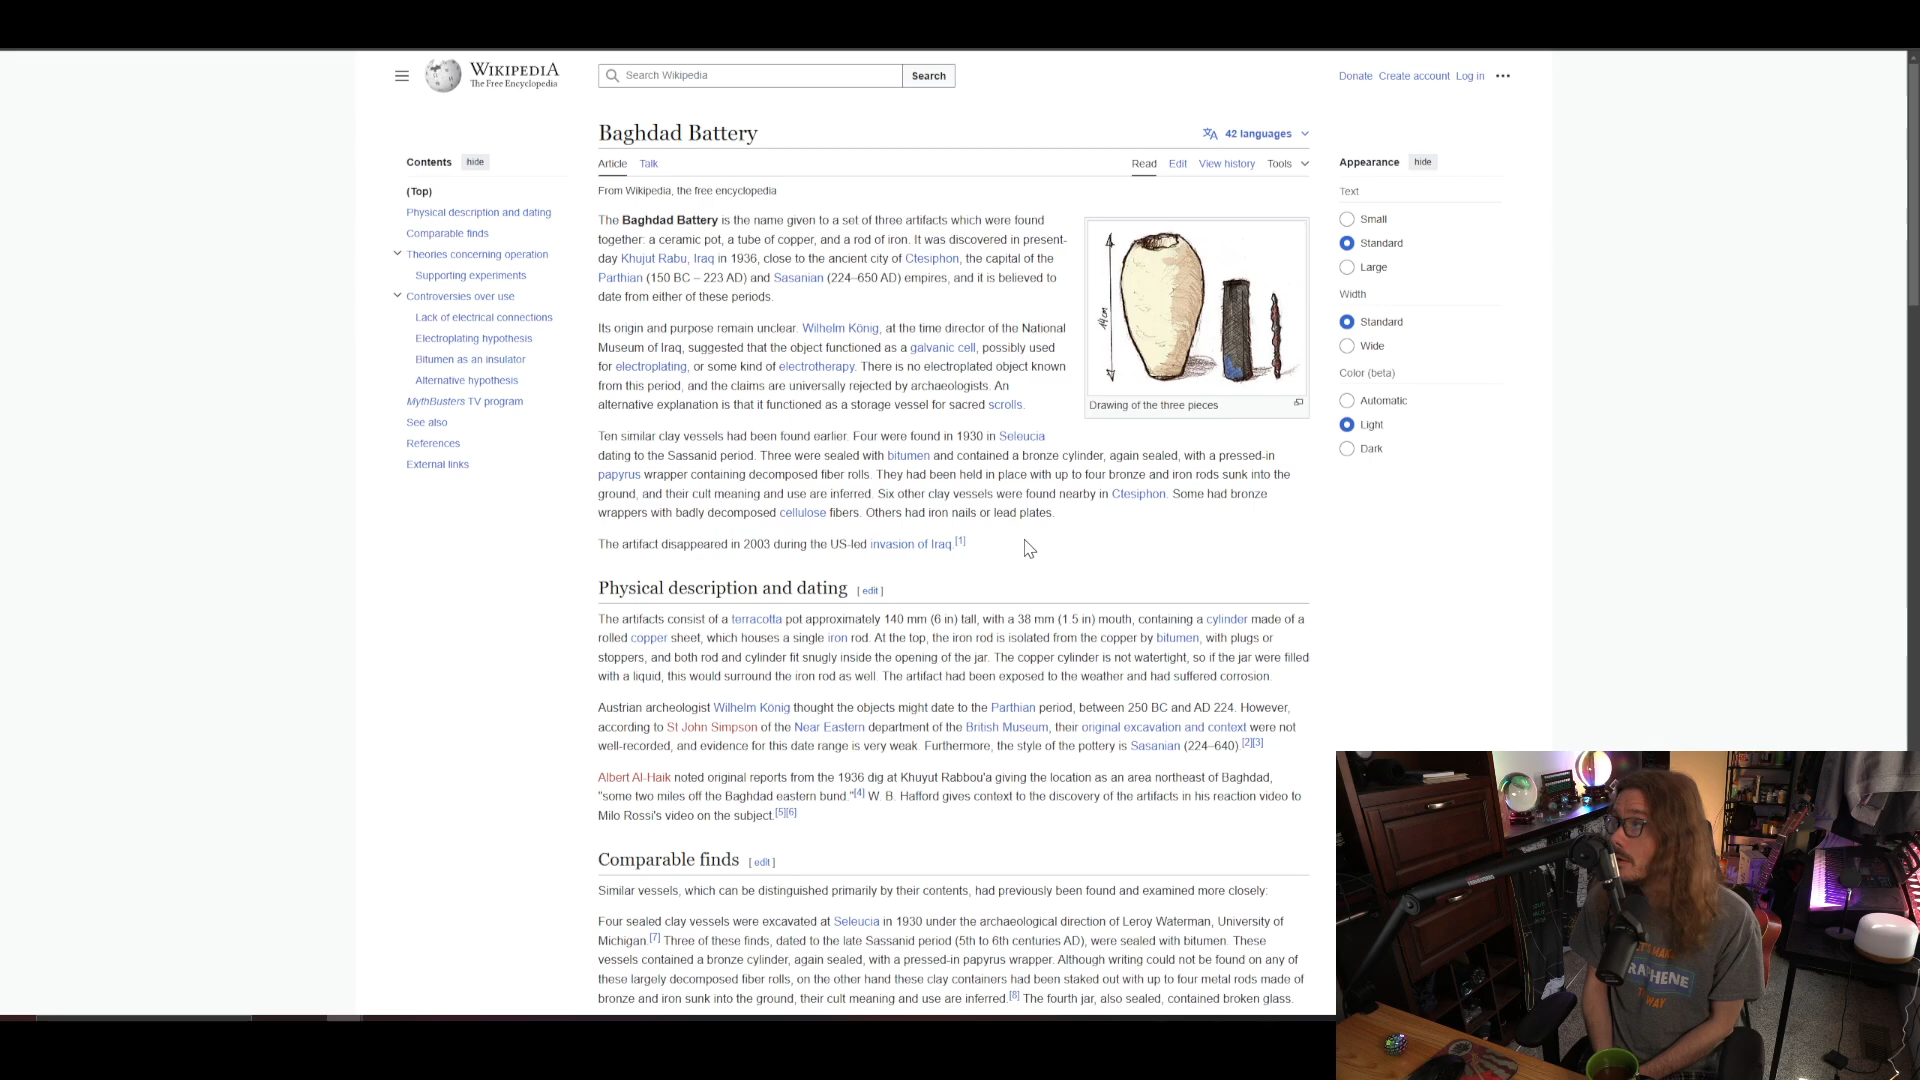 WIKIPEDIA
The Free Encyclopedia
Search Wikipedia
Search
Donate Create account Log in
Baghdad Battery
42 languages
Article Talk
Read Edit View history Tools
From Wikipedia, the free encyclopedia
Contents hide
(Top)
Physical description and dating
Comparable finds
Theories concerning operation
Supporting experiments
Controversies over use
Lack of electrical connections
Electroplating hypothesis
Bitumen as an insulator
Alternative hypothesis
MythBusters TV program
See also
References
External links
The Baghdad Battery is the name given to a set of three artifacts which were found
together: a ceramic pot, a tube of copper, and a rod of iron. It was discovered in present-
day Khujut Rabu, Iraq in 1936, close to the ancient city of Ctesiphon, the capital of the
Parthian (150 BC – 223 AD) and Sasanian (224–650 AD) empires, and it is believed to
date from either of these periods.
Its origin and purpose remain unclear. Wilhelm König, at the time director of the National
Museum of Iraq, suggested that the object functioned as a galvanic cell, possibly used
for electroplating, or some kind of electrotherapy. There is no electroplated object known
from this period, and the claims are universally rejected by archaeologists. An
alternative explanation is that it functioned as a storage vessel for sacred scrolls.
14 cm
Drawing of the three pieces
Ten similar clay vessels had been found earlier. Four were found in 1930 in Seleucia
dating to the Sassanid period. Three were sealed with bitumen and contained a bronze cylinder, again sealed, with a pressed-in
papyrus wrapper containing decomposed fiber rolls. They had been held in place with up to four bronze and iron rods sunk into the
ground, and their cult meaning and use are inferred. Six other clay vessels were found nearby in Ctesiphon. Some had bronze
wrappers with badly decomposed cellulose fibers. Others had iron nails or lead plates.
The artifact disappeared in 2003 during the US-led invasion of Iraq.[1]
Physical description and dating [ edit ]
The artifacts consist of a terracotta pot approximately 140 mm (6 in) tall, with a 38 mm (1.5 in) mouth, containing a cylinder made of a
rolled copper sheet, which houses a single iron rod. At the top, the iron rod is isolated from the copper by bitumen, with plugs or
stoppers, and both rod and cylinder fit snugly inside the opening of the jar. The copper cylinder is not watertight, so if the jar were filled
with a liquid, this would surround the iron rod as well. The artifact had been exposed to the weather and had suffered corrosion.
Austrian archeologist Wilhelm König thought the objects might date to the Parthian period, between 250 BC and AD 224. However,
according to St John Simpson of the Near Eastern department of the British Museum, their original excavation and context were not
well-recorded, and evidence for this date range is very weak. Furthermore, the style of the pottery is Sasanian (224–640).[2][3]
Albert Al-Haik noted original reports from the 1936 dig at Khuyut Rabbou'a giving the location as an area northeast of Baghdad,
"some two miles off the Baghdad eastern bund."[4] W. B. Hafford gives context to the discovery of the artifacts in his reaction video to
Milo Rossi's video on the subject.[5][6]
Comparable finds [ edit ]
Similar vessels, which can be distinguished primarily by their contents, had previously been found and examined more closely:
Four sealed clay vessels were excavated at Seleucia in 1930 under the archaeological direction of Leroy Waterman, University of
Michigan.[7] Three of these finds, dated to the late Sassanid period (5th to 6th centuries AD), were sealed with bitumen. These
vessels contained a bronze cylinder, again sealed, with a pressed-in papyrus wrapper. Although writing could not be found on any of
these largely decomposed fiber rolls, on the other hand these clay containers had been staked out with up to four metal rods made of
bronze and iron sunk into the ground, their cult meaning and use are inferred.[8] The fourth jar, also sealed, contained broken glass.
Appearance hide
Text
Small
Standard
Large
Width
Standard
Wide
Color (beta)
Automatic
Light
Dark